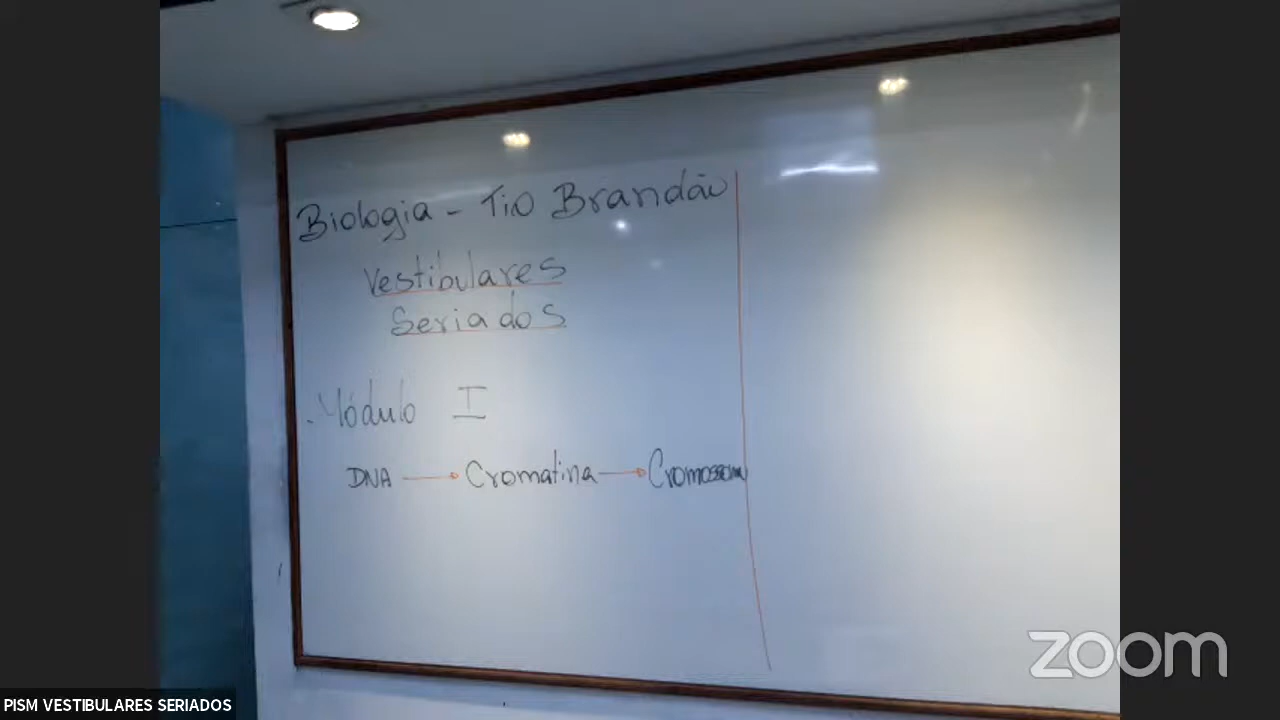 Biologia - Tio Brandão
Vestibulares
Seriados
. Módulo I
DNA → Cromatina → Cromossomo
zoom
PISM VESTIBULARES SERIADOS